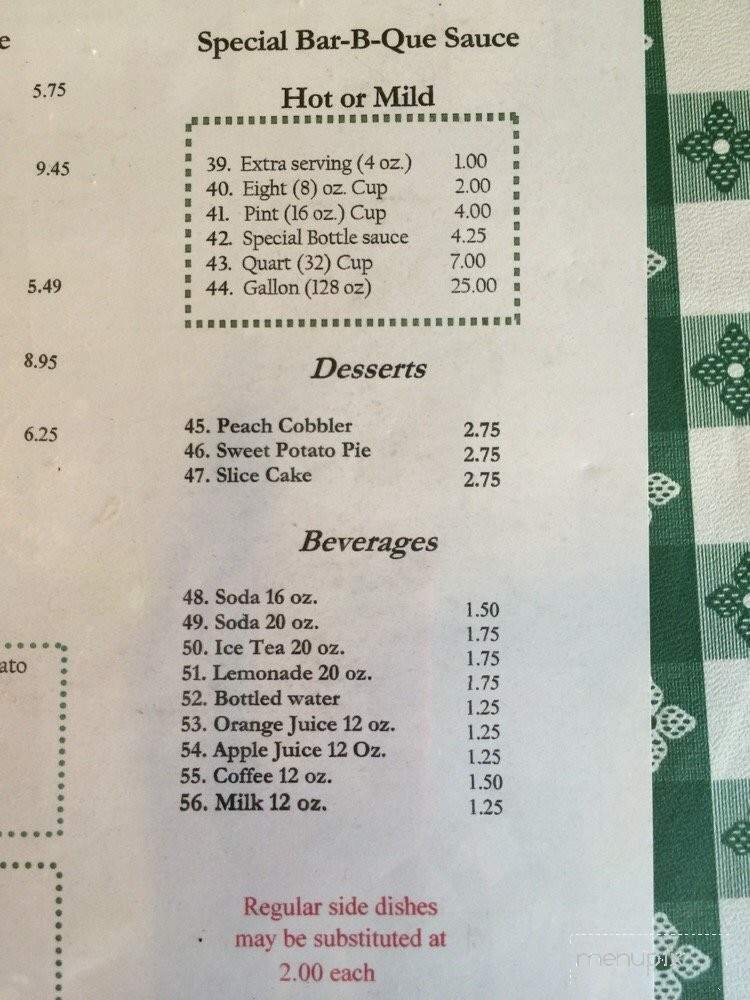 e
5.75
9.45
5.49
8.95
6.25
ato
Special Bar-B-Que Sauce
Hot or Mild
39. Extra serving (4 oz.) 1.00
40. Eight (8) oz. Cup 2.00
41. Pint (16 oz.) Cup 4.00
42. Special Bottle sauce 4.25
43. Quart (32) Cup 7.00
44. Gallon (128 oz) 25.00
Desserts
45. Peach Cobbler 2.75
46. Sweet Potato Pie 2.75
47. Slice Cake 2.75
Beverages
48. Soda 16 oz. 1.50
49. Soda 20 oz. 1.75
50. Ice Tea 20 oz. 1.75
51. Lemonade 20 oz. 1.75
52. Bottled water 1.25
53. Orange Juice 12 oz. 1.25
54. Apple Juice 12 Oz. 1.25
55. Coffee 12 oz. 1.50
56. Milk 12 oz. 1.25
Regular side dishes
may be substituted at
2.00 each